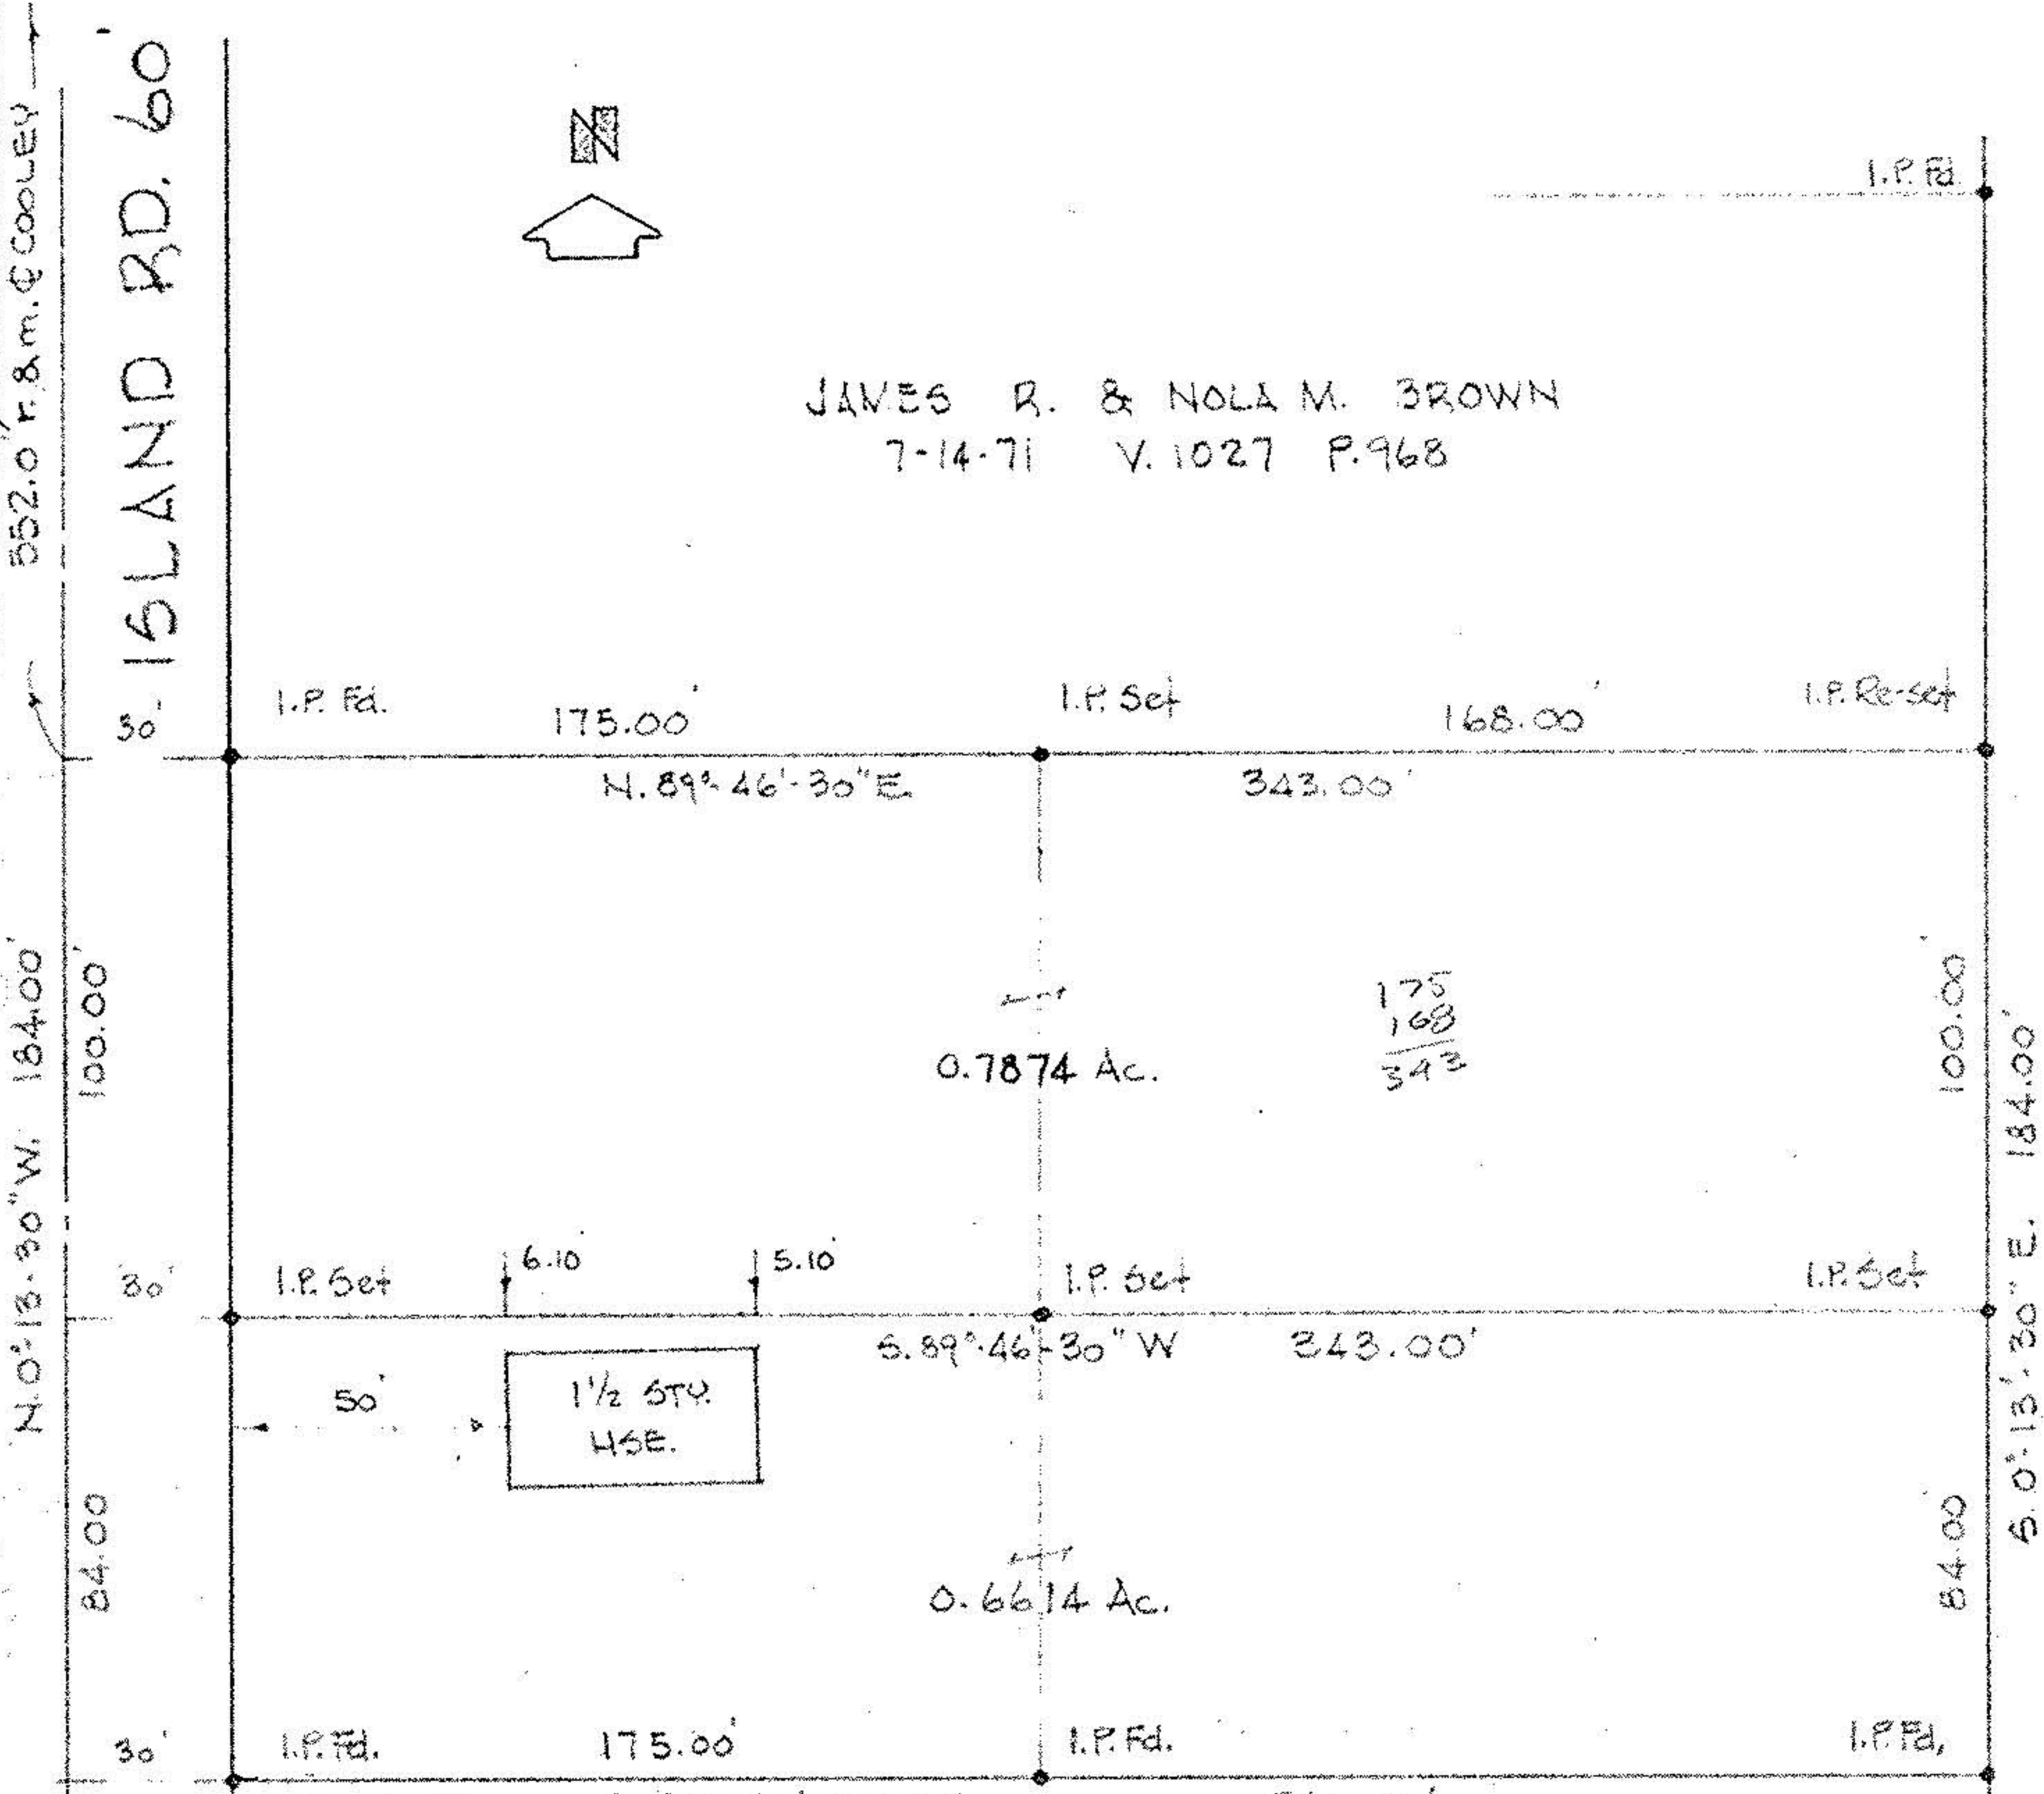 552.0' r.&m. ℄ COOLEY
ISLAND RD. 60'
N
I.P. Fd.
JAMES R. & NOLA M. BROWN
7-14-71 V. 1027 P. 968
30'
I.P. Fd.
175.00'
I.P. Set
168.00'
I.P. Re-set
N. 89°-46'-30" E
343.00'
N. 0°-13'-30" W. 184.00'
100.00'
0.7874 Ac.
175
168
343
100.00
S. 0°-13'-30" E. 184.00'
30'
I.P. Set
6.10'
5.10'
I.P. Set
I.P. Set
S. 89°-46'-30" W
343.00'
50'
1 1/2 STY.
HSE.
84.00
0.6614 Ac.
84.00
30'
I.P. Fd.
175.00'
I.P. Fd.
I.P. Fd.